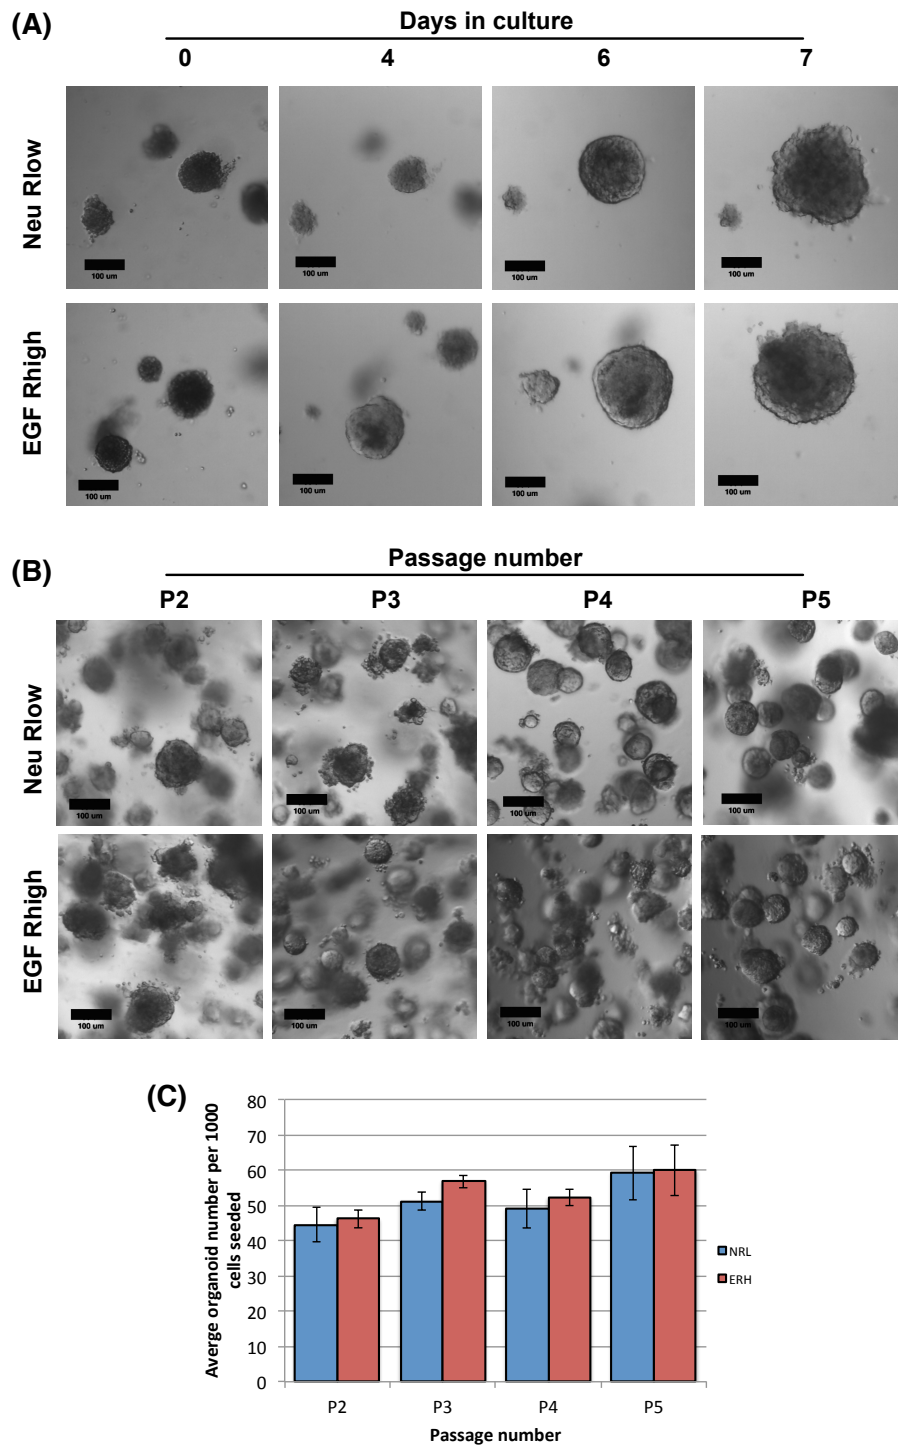 (A)
Days in culture
0 4 6 7
Neu Rlow
100 um 100 um 100 um 100 um
EGF Rhigh
100 um 100 um 100 um 100 um
(B)
Passage number
P2 P3 P4 P5
Neu Rlow
100 um 100 um 100 um 100 um
EGF Rhigh
100 um 100 um 100 um 100 um
(C)
Averge organoid number per 1000
cells seeded
80
70
60
50
40
30
20
10
0
NRL
ERH
P2 P3 P4 P5
Passage number